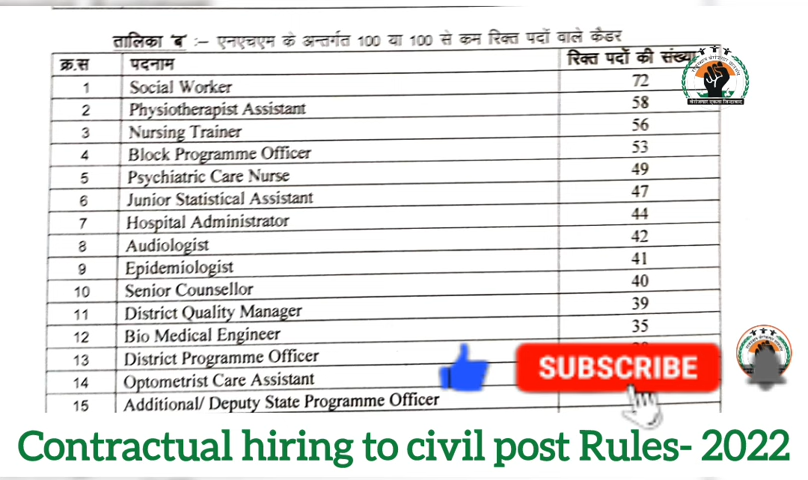 तालिका 'ब' :– एनएचएम के अन्तर्गत 100 या 100 से कम रिक्त पदों वाले कैडर
क्र.स पदनाम रिक्त पदों की संख्या
1 Social Worker 72
2 Physiotherapist Assistant 58
3 Nursing Trainer 56
4 Block Programme Officer 53
5 Psychiatric Care Nurse 49
6 Junior Statistical Assistant 47
7 Hospital Administrator 44
8 Audiologist 42
9 Epidemiologist 41
10 Senior Counsellor 40
11 District Quality Manager 39
12 Bio Medical Engineer 35
13 District Programme Officer
14 Optometrist Care Assistant
15 Additional/ Deputy State Programme Officer
SUBSCRIBE
Contractual hiring to civil post Rules- 2022